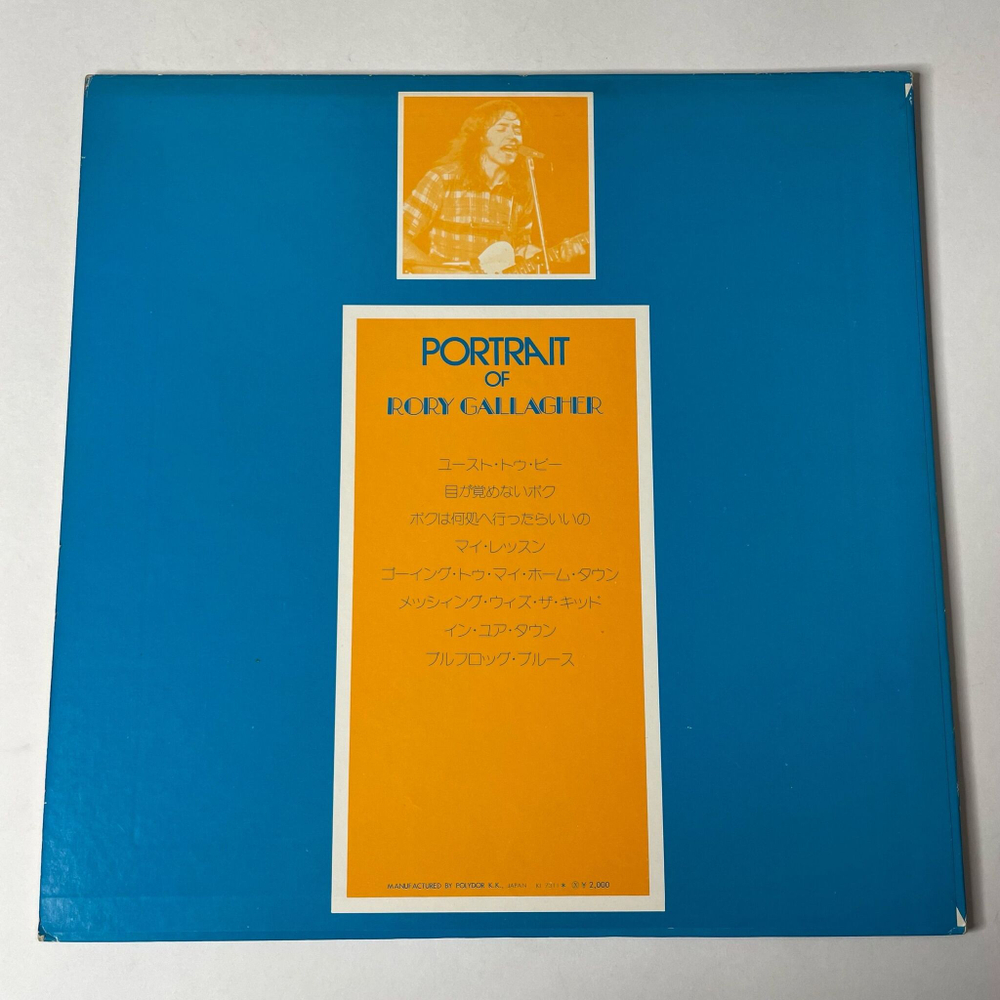 PORTRAIT
OF
RORY GALLAGHER
ユースト・トゥ・ビー
目が覚めないボク
ボクは何処へ行ったらいいの
マイ・レッスン
ゴーイング・トゥ・マイ・ホーム・タウン
メッシィング・ウィズ・ザ・キッド
イン・ユア・タウン
ブルフロッグ・ブルース
MANUFACTURED BY POLYDOR K.K., JAPAN ¥ 2,000